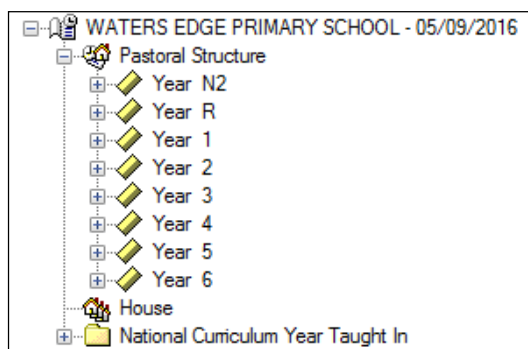 WATERS EDGE PRIMARY SCHOOL - 05/09/2016
Pastoral Structure
Year N2
Year R
Year 1
Year 2
Year 3
Year 4
Year 5
Year 6
House
National Curriculum Year Taught In